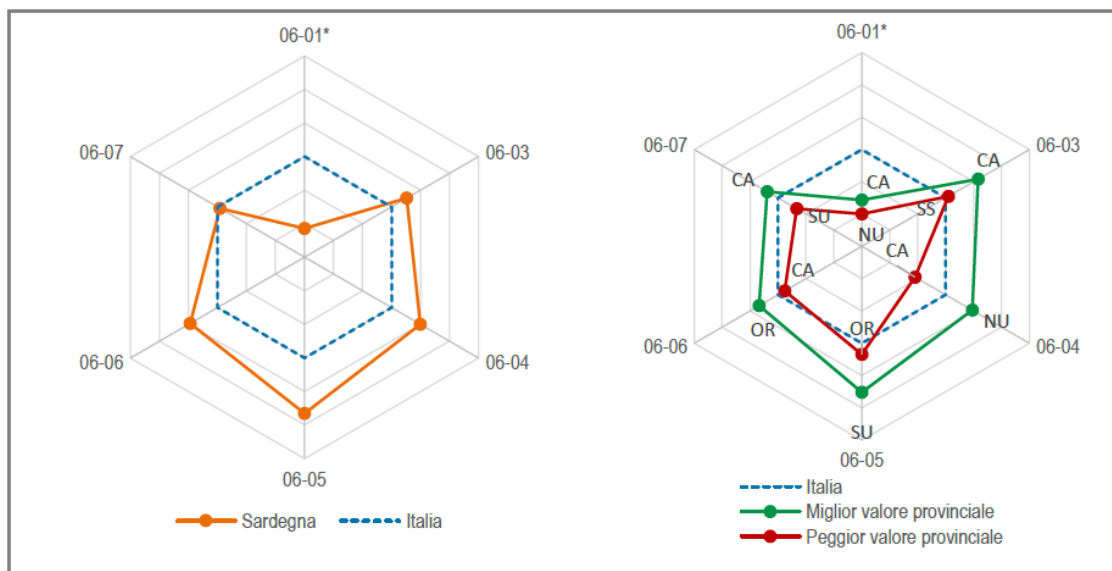 06-01*
06-03
06-04
06-05
06-06
06-07
Sardegna
Italia
06-01*
06-03
06-04
06-05
06-06
06-07
CA
CA
CA
SS
SU
NU
CA
CA
OR
OR
NU
SU
Italia
Miglior valore provinciale
Peggior valore provinciale